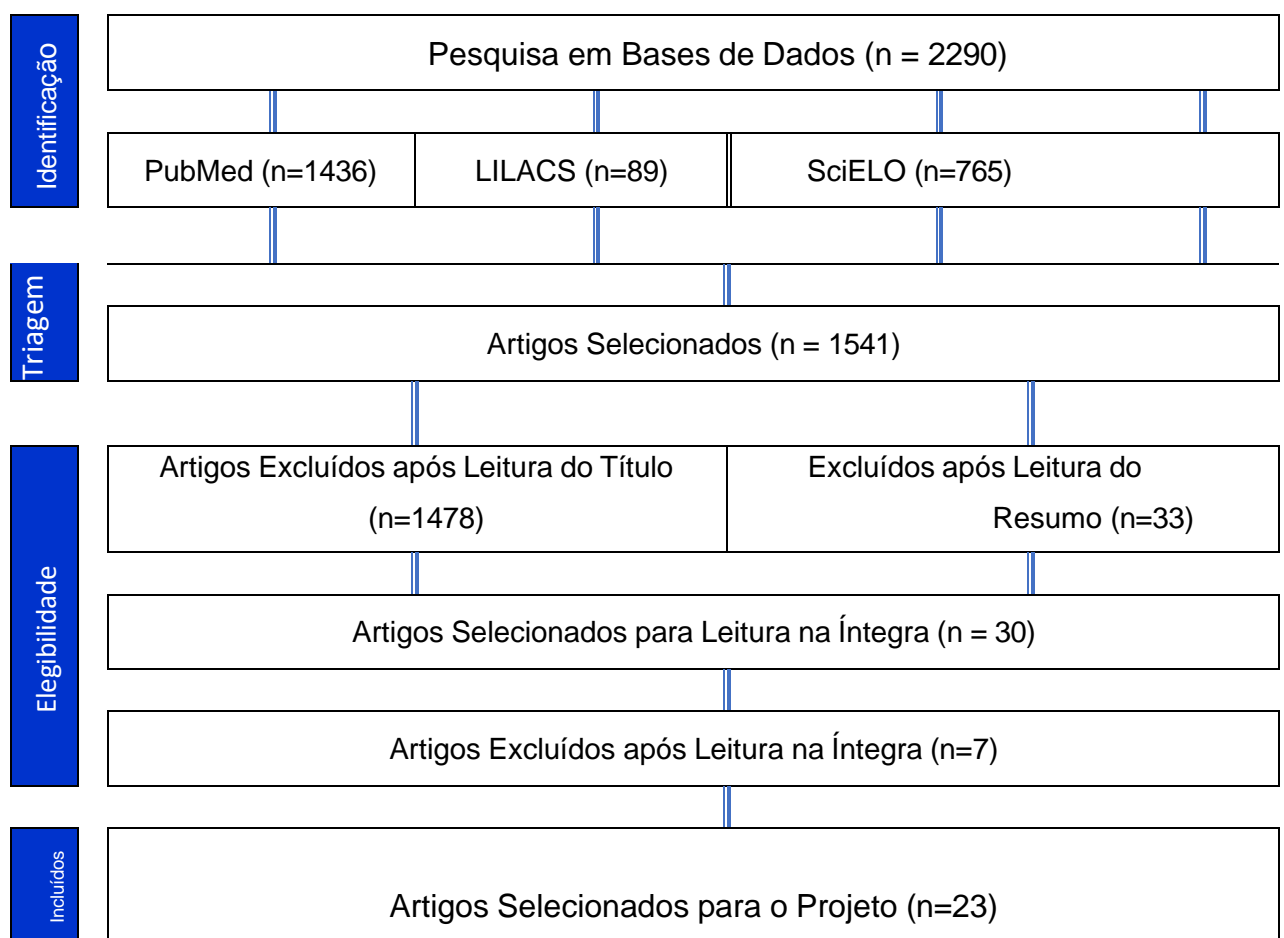 Identificação
Pesquisa em Bases de Dados (n = 2290)
PubMed (n=1436)
LILACS (n=89)
SciELO (n=765)
Triagem
Artigos Selecionados (n = 1541)
Elegibilidade
Artigos Excluídos após Leitura do Título
(n=1478)
Excluídos após Leitura do
Resumo (n=33)
Artigos Selecionados para Leitura na Íntegra (n = 30)
Artigos Excluídos após Leitura na Íntegra (n=7)
Incluídos
Artigos Selecionados para o Projeto (n=23)